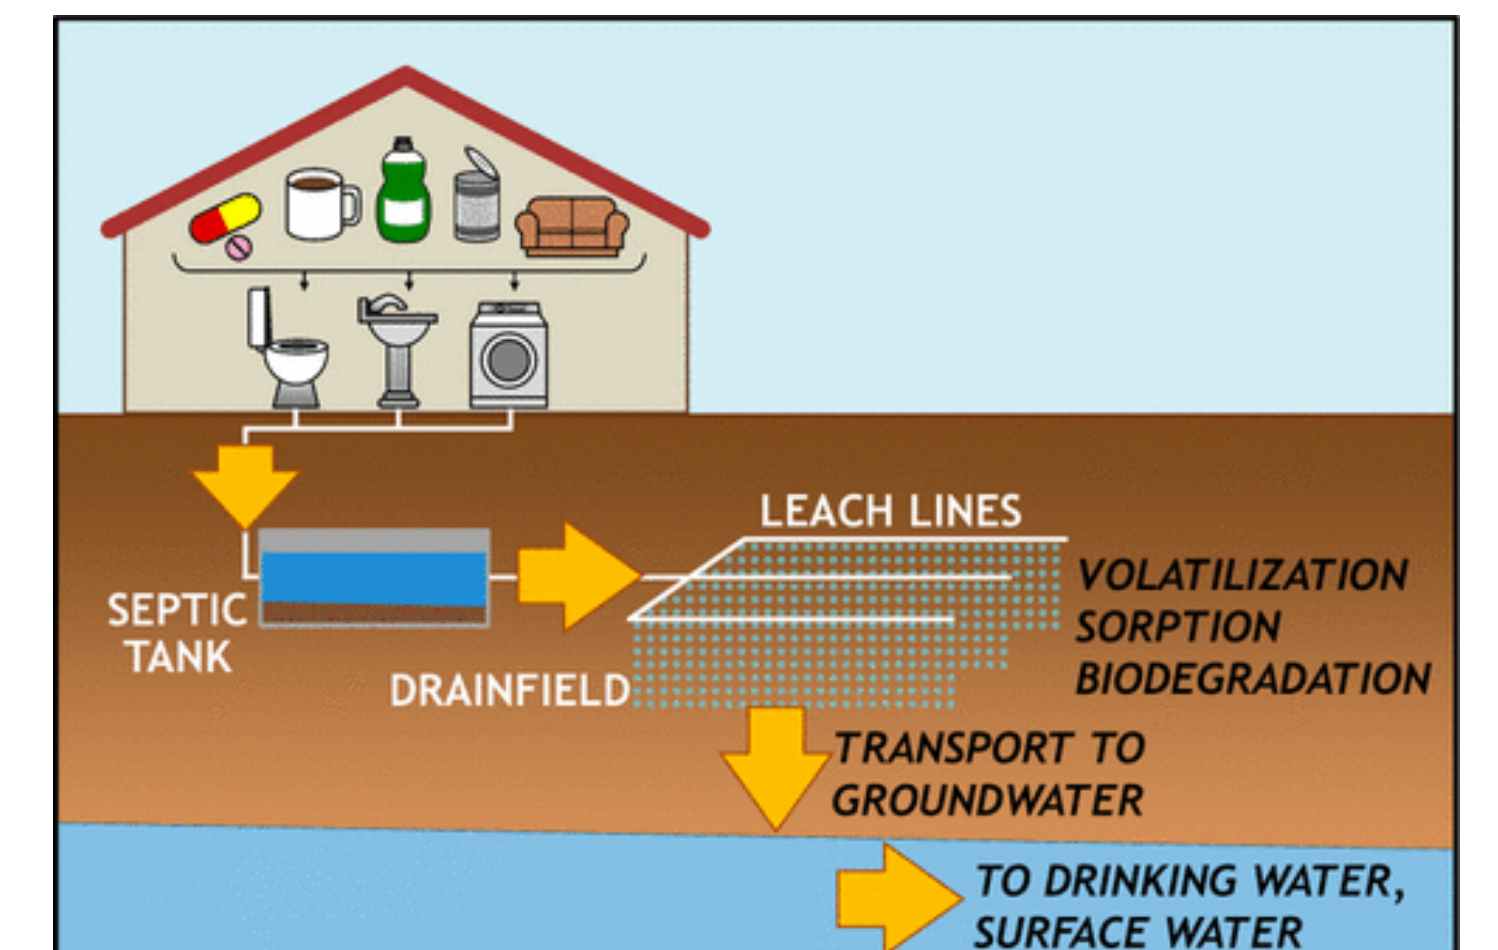 LEACH LINES
VOLATILIZATION
SORPTION
BIODEGRADATION
SEPTIC
TANK
DRAINFIELD
TRANSPORT TO
GROUNDWATER
TO DRINKING WATER,
SURFACE WATER